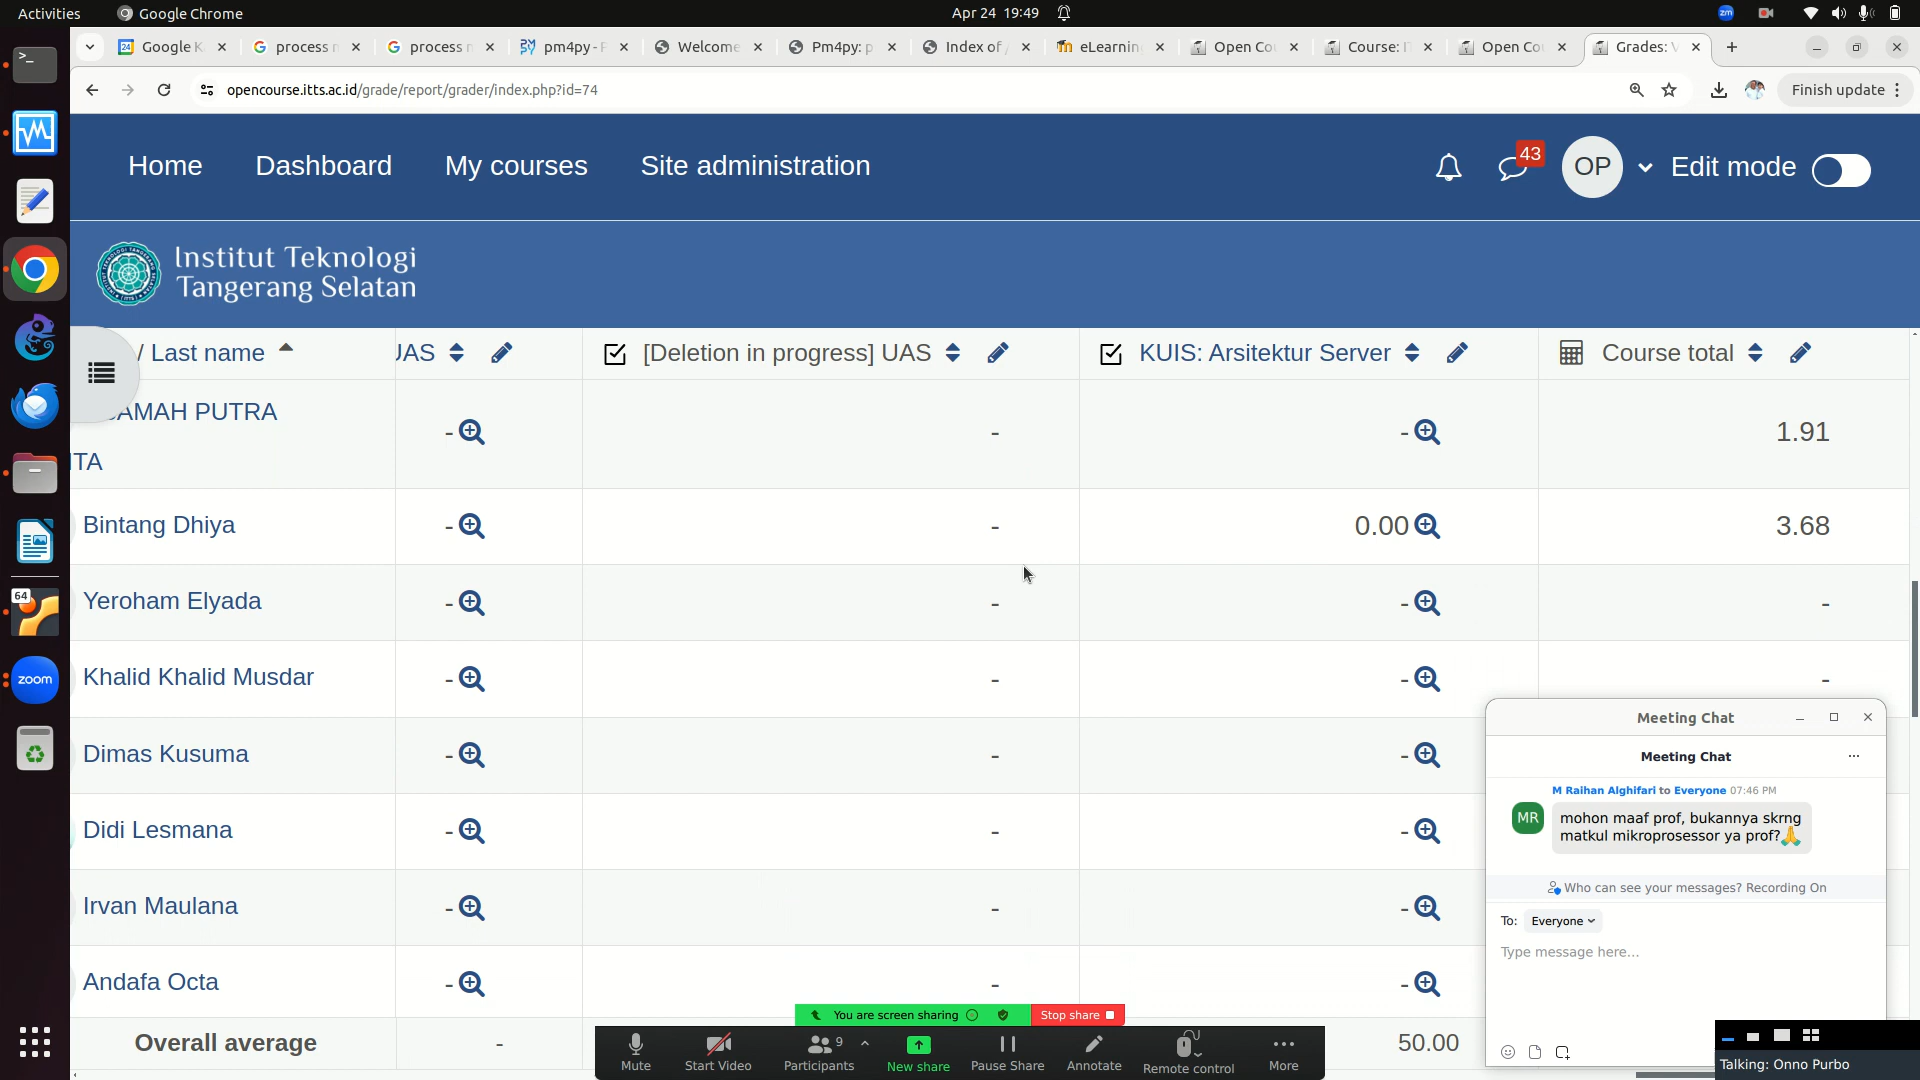 Activities
Google Chrome
Apr 24 19:49
zm
Google K
process n
process n
pm4py - P
Welcome
Pm4py: p
Index of /
eLearning
Open Co
Course: I
Open Co
Grades: V
opencourse.itts.ac.id/grade/report/grader/index.php?id=74
Finish update
Home
Dashboard
My courses
Site administration
43
OP
Edit mode
Institut Teknologi
Tangerang Selatan
/ Last name
UAS
[Deletion in progress] UAS
KUIS: Arsitektur Server
Course total
AMAH PUTRA
ITA
-
-
-
1.91
Bintang Dhiya
-
-
0.00
3.68
Yeroham Elyada
-
-
-
-
Khalid Khalid Musdar
-
-
-
-
Dimas Kusuma
-
-
-
Didi Lesmana
-
-
-
Irvan Maulana
-
-
-
Andafa Octa
-
-
-
Overall average
-
50.00
64
zoom
You are screen sharing
Stop share
Mute
Start Video
9
Participants
New share
Pause Share
Annotate
Remote control
More
Meeting Chat
Meeting Chat
M Raihan Alghifari to Everyone 07:46 PM
MR
mohon maaf prof, bukannya skrng
matkul mikroprosessor ya prof?🙏
Who can see your messages? Recording On
To: Everyone
Type message here...
Talking: Onno Purbo